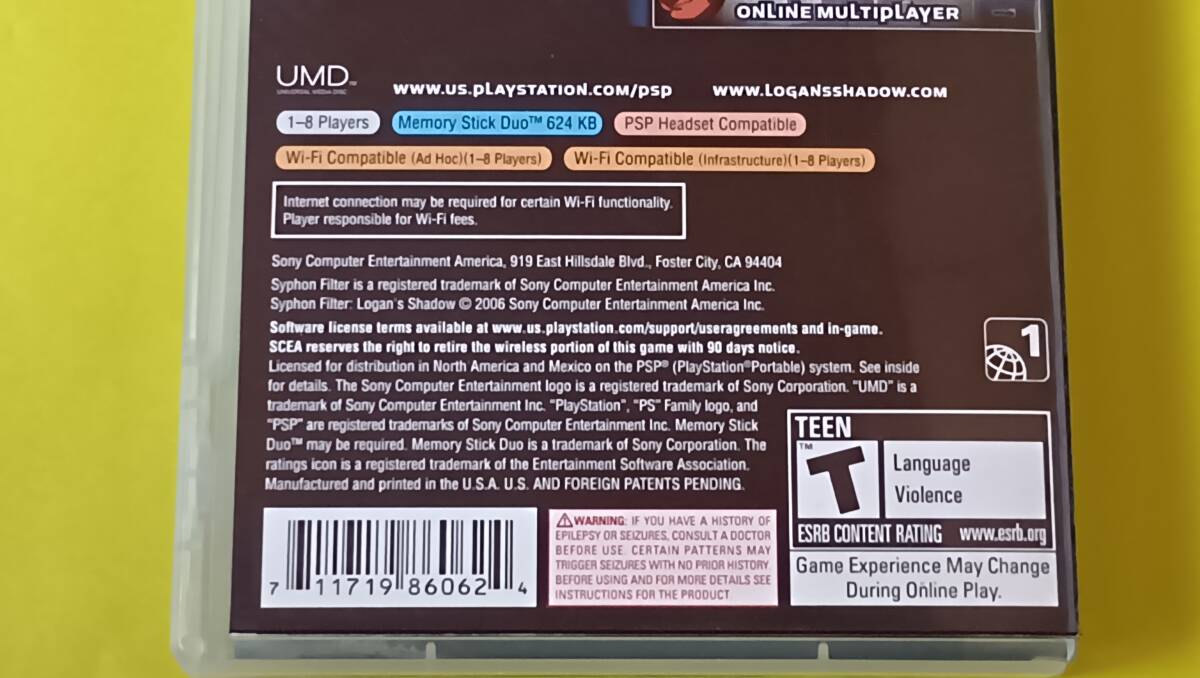 ONLINE MULTIPLAYER
UMD™
UNIVERSAL MEDIA DISC
WWW.US.PLAYSTATION.COM/PSP
WWW.LOGANSSHADOW.COM
1-8 Players
Memory Stick Duo™ 624 KB
PSP Headset Compatible
Wi-Fi Compatible (Ad Hoc)(1-8 Players)
Wi-Fi Compatible (Infrastructure)(1-8 Players)
Internet connection may be required for certain Wi-Fi functionality.
Player responsible for Wi-Fi fees.
Sony Computer Entertainment America, 919 East Hillsdale Blvd., Foster City, CA 94404
Syphon Filter is a registered trademark of Sony Computer Entertainment America Inc.
Syphon Filter: Logan's Shadow © 2006 Sony Computer Entertainment America Inc.
Software license terms available at www.us.playstation.com/support/useragreements and in-game.
SCEA reserves the right to retire the wireless portion of this game with 90 days notice.
Licensed for distribution in North America and Mexico on the PSP® (PlayStation®Portable) system. See inside
for details. The Sony Computer Entertainment logo is a registered trademark of Sony Corporation. "UMD" is a
trademark of Sony Computer Entertainment Inc. "PlayStation", "PS" Family logo, and
"PSP" are registered trademarks of Sony Computer Entertainment Inc. Memory Stick
Duo™ may be required. Memory Stick Duo is a trademark of Sony Corporation. The
ratings icon is a registered trademark of the Entertainment Software Association.
Manufactured and printed in the U.S.A. U.S. AND FOREIGN PATENTS PENDING.
1
TEEN
T™
Language
Violence
ESRB CONTENT RATING www.esrb.org
Game Experience May Change
During Online Play.
7 11719 86062 4
WARNING: IF YOU HAVE A HISTORY OF
EPILEPSY OR SEIZURES, CONSULT A DOCTOR
BEFORE USE. CERTAIN PATTERNS MAY
TRIGGER SEIZURES WITH NO PRIOR HISTORY.
BEFORE USING AND FOR MORE DETAILS SEE
INSTRUCTIONS FOR THE PRODUCT